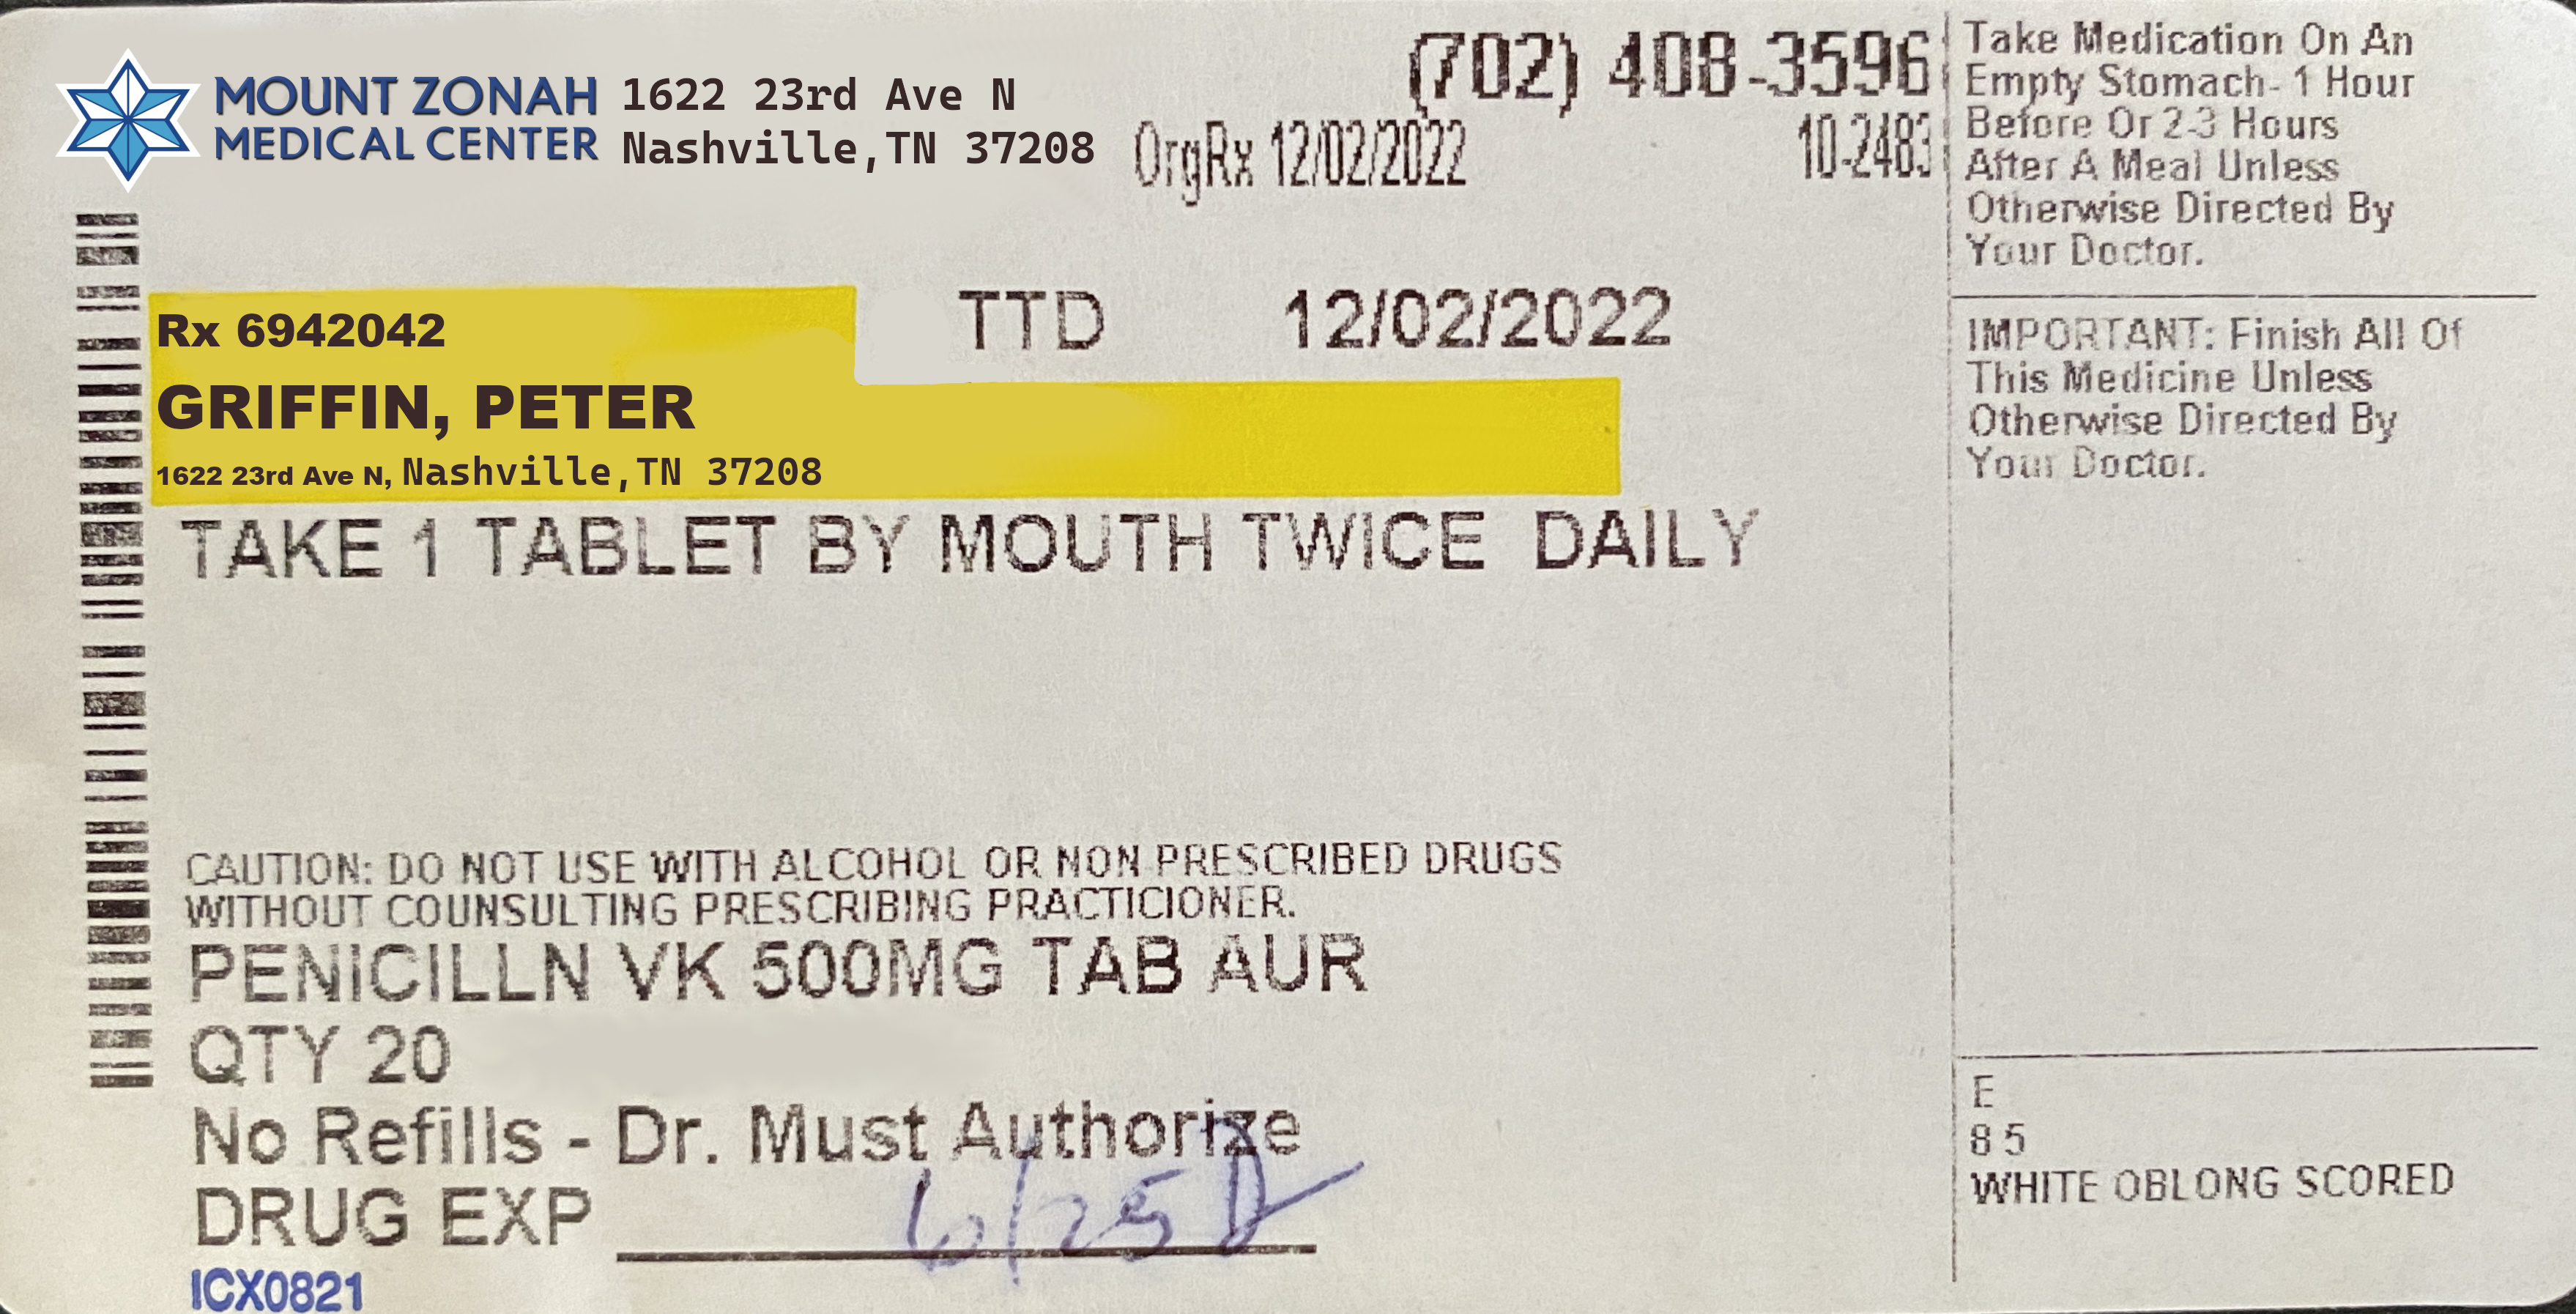 MOUNT ZONAH
MEDICAL CENTER
1622 23rd Ave N
Nashville,TN 37208
(702) 408-3596
OrgRx 12/02/2022
10-2483
Rx 6942042
TTD 12/02/2022
GRIFFIN, PETER
1622 23rd Ave N, Nashville,TN 37208
TAKE 1 TABLET BY MOUTH TWICE DAILY
CAUTION: DO NOT USE WITH ALCOHOL OR NON-PRESCRIBED DRUGS
WITHOUT COUNSULTING PRESCRIBING PRACTICIONER.
PENICILLN VK 500MG TAB AUR
QTY 20
No Refills - Dr. Must Authorize
DRUG EXP 6/25
ICX0821
Take Medication On An
Empty Stomach- 1 Hour
Before Or 2-3 Hours
After A Meal Unless
Otherwise Directed By
Your Doctor.
IMPORTANT: Finish All Of
This Medicine Unless
Otherwise Directed By
Your Doctor.
E
8 5
WHITE OBLONG SCORED